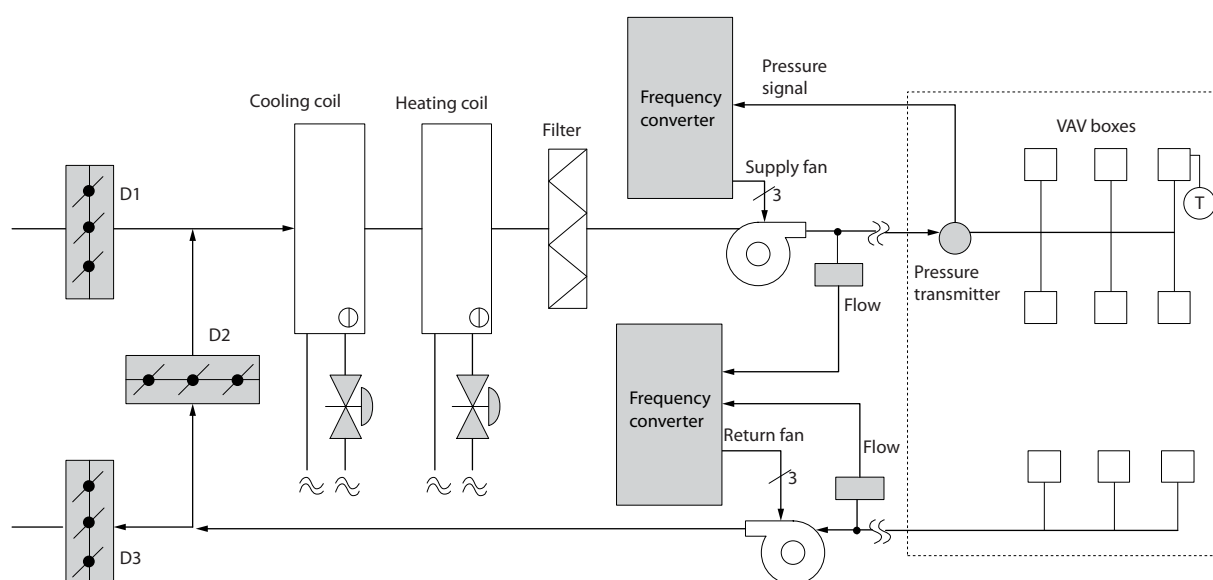 Pressure
signal
Cooling coil
Heating coil
Frequency
converter
Filter
VAV boxes
Supply fan
3
D1
T
Pressure
transmitter
Flow
D2
Frequency
converter
Return fan
Flow
3
D3